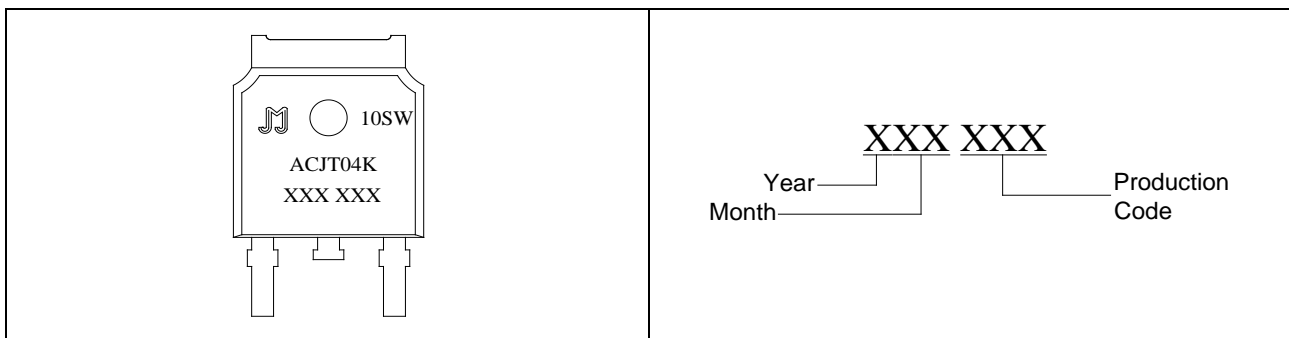 10SW
ACJT04K
XXX XXX
XXX XXX
Year
Month
Production
Code